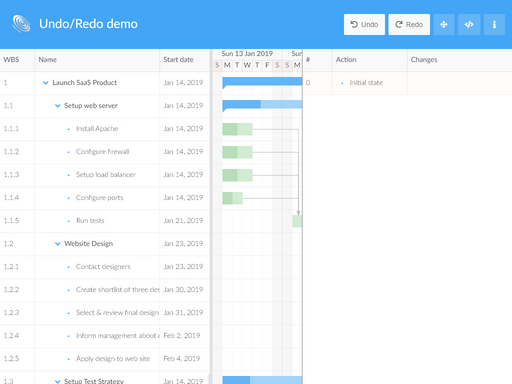 Undo/Redo demo
Undo
Redo
WBS Name Start date
Sun 13 Jan 2019
S M T W T F S S M
# Action Changes
1 Launch SaaS Product Jan 14, 2019
0 Initial state
1.1 Setup web server Jan 14, 2019
1.1.1 Install Apache Jan 14, 2019
1.1.2 Configure firewall Jan 14, 2019
1.1.3 Setup load balancer Jan 14, 2019
1.1.4 Configure ports Jan 14, 2019
1.1.5 Run tests Jan 21, 2019
1.2 Website Design Jan 23, 2019
1.2.1 Contact designers Jan 23, 2019
1.2.2 Create shortlist of three Jan 30, 2019
1.2.3 Select & review final design Jan 31, 2019
1.2.4 Inform management about Feb 2, 2019
1.2.5 Apply design to web site Feb 4, 2019
1.3 Setup Test Strategy Jan 14, 2019